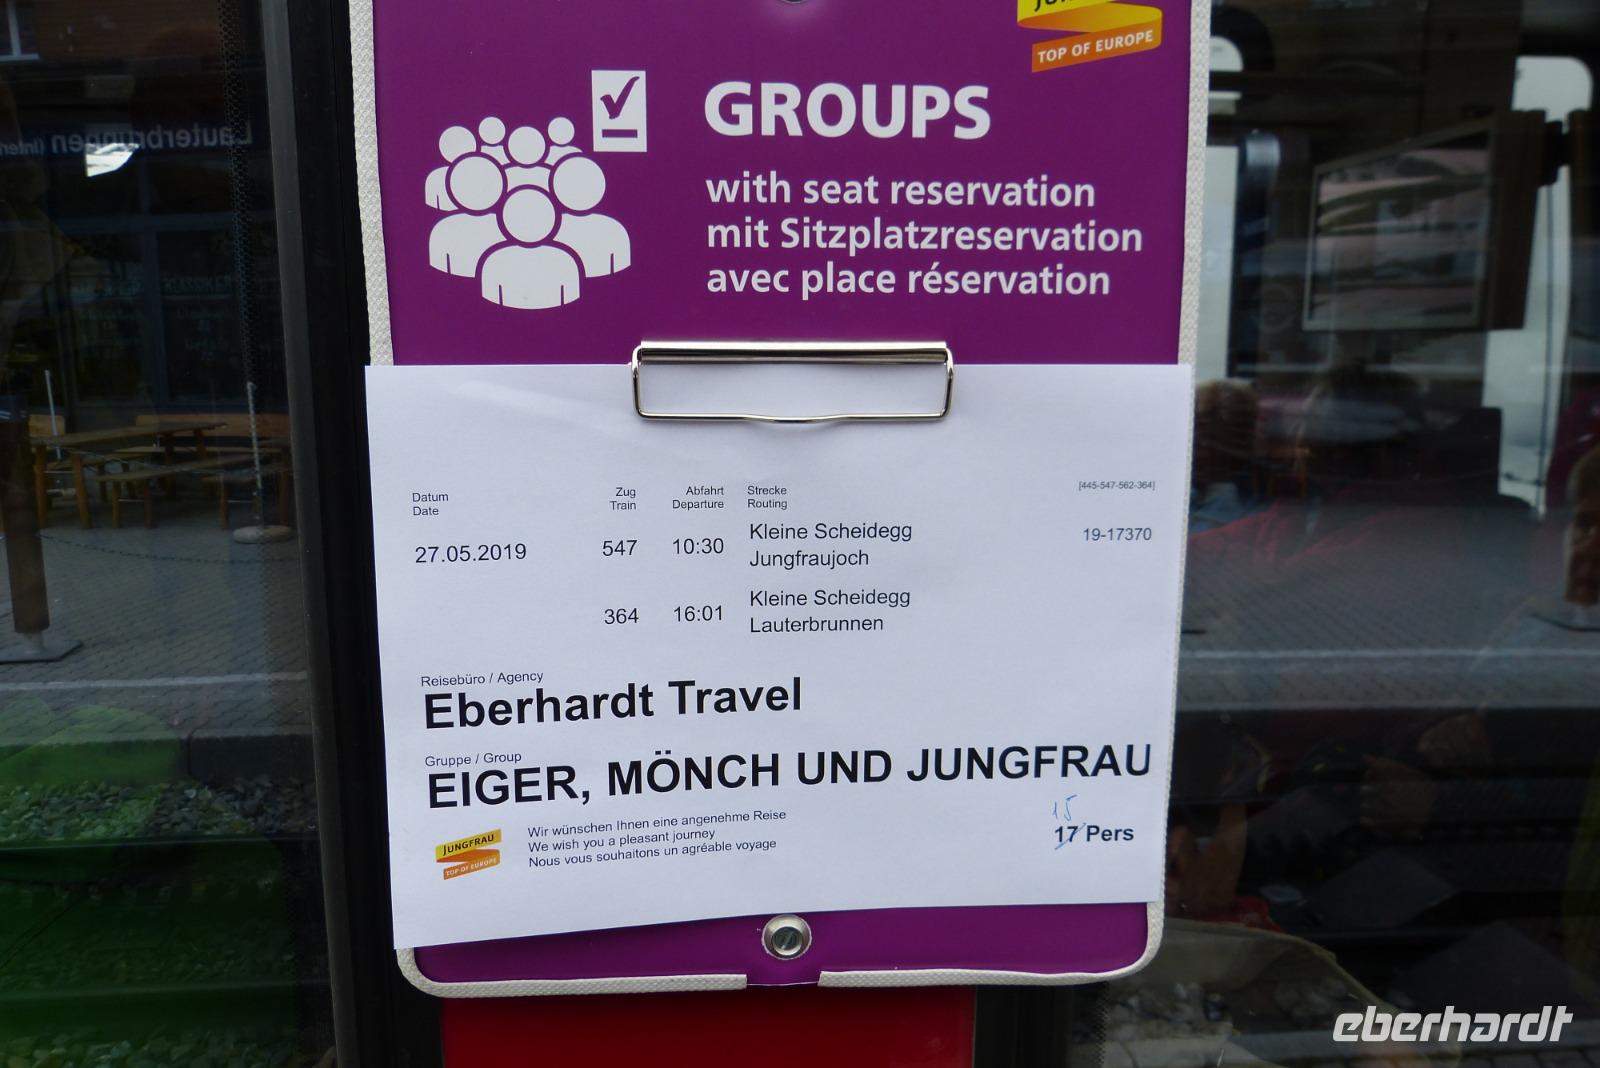 TOP OF EUROPE
GROUPS
with seat reservation
mit Sitzplatzreservation
avec place réservation
Lauterbrunnen
Datum
Date
Zug
Train
Abfahrt
Departure
Strecke
Routing
[445-547-562-364]
27.05.2019 547 10:30 Kleine Scheidegg
Jungfraujoch
19-17370
364 16:01 Kleine Scheidegg
Lauterbrunnen
Reisebüro / Agency
Eberhardt Travel
Gruppe / Group
EIGER, MÖNCH UND JUNGFRAU
15
17 Pers
JUNGFRAU
TOP OF EUROPE
Wir wünschen Ihnen eine angenehme Reise
We wish you a pleasant journey
Nous vous souhaitons un agréable voyage
eberhardt